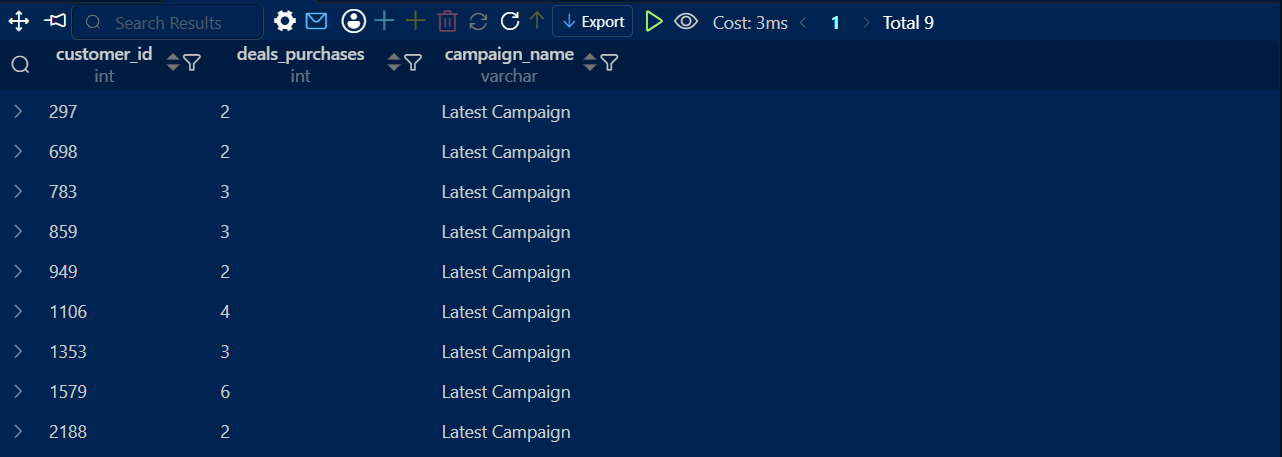 Search Results Export Cost: 3ms 1 Total 9
customer_id deals_purchases campaign_name
int int varchar
297 2 Latest Campaign
698 2 Latest Campaign
783 3 Latest Campaign
859 3 Latest Campaign
949 2 Latest Campaign
1106 4 Latest Campaign
1353 3 Latest Campaign
1579 6 Latest Campaign
2188 2 Latest Campaign